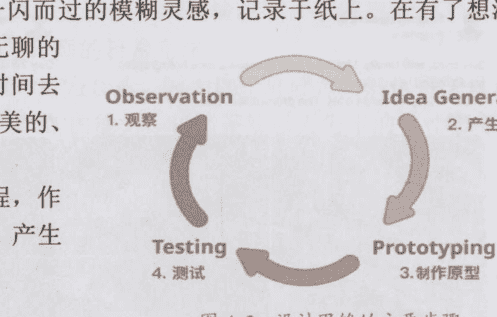 闪而过的模糊灵感，记录于纸上。在有了想
无聊的
时间去
美的、
程，作
产生
Observation
1. 观察
Idea Genera
2. 产生
Testing
4. 测试
Prototyping
3.制作原型